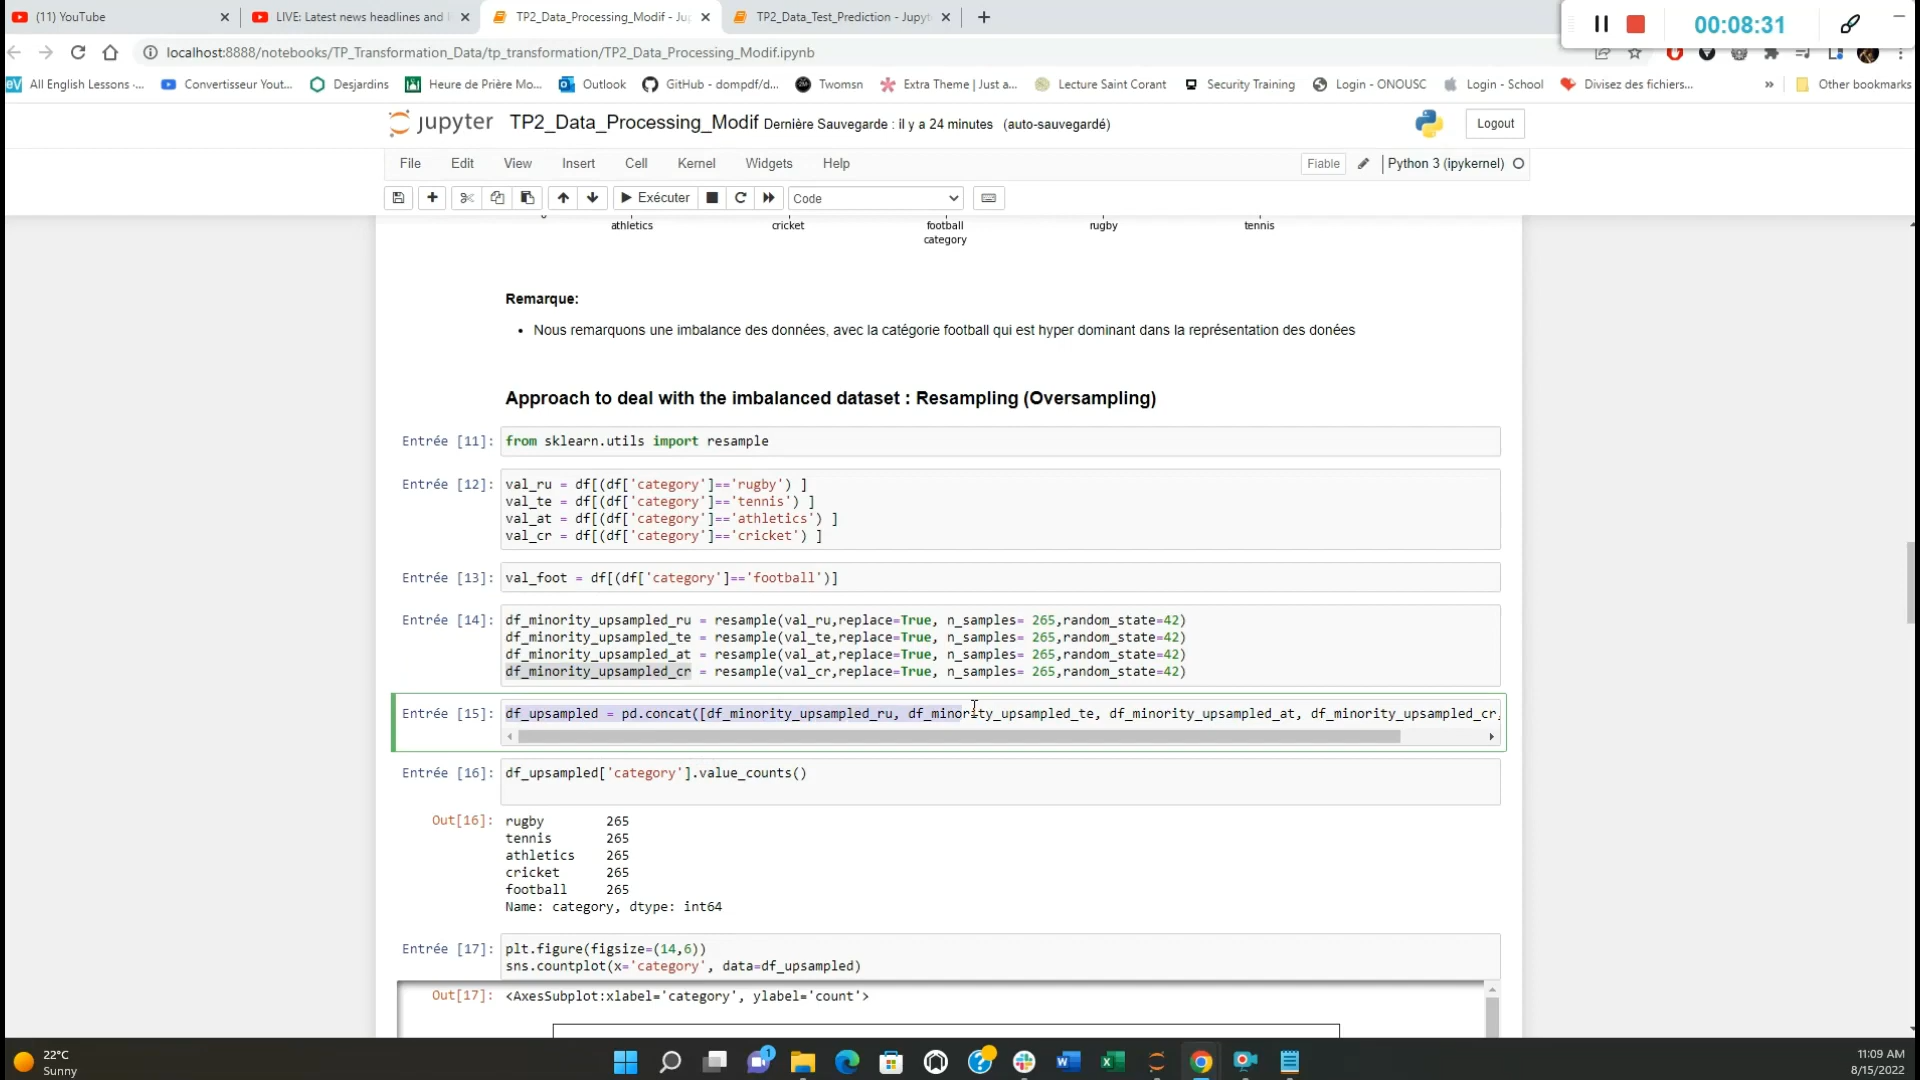 (11) YouTube
LIVE: Latest news headlines and
TP2_Data_Processing_Modif - Ju
TP2_Data_Test_Prediction - Jupyt
00:08:31
localhost:8888/notebooks/TP_Transformation_Data/tp_transformation/TP2_Data_Processing_Modif.ipynb
All English Lessons -...
Convertisseur Yout...
Desjardins
Heure de Prière Mo...
Outlook
GitHub - dompdf/d...
Twomsn
Extra Theme | Just a...
Lecture Saint Corant
Security Training
Login - ONOUSC
Login - School
Divisez des fichiers...
»
Other bookmarks
jupyter TP2_Data_Processing_Modif Dernière Sauvegarde : il y a 24 minutes (auto-sauvegardé)
Logout
File Edit View Insert Cell Kernel Widgets Help
Fiable
Python 3 (ipykernel)
Exécuter
Code
athletics cricket football rugby tennis
category
Remarque:
• Nous remarquons une imbalance des données, avec la catégorie football qui est hyper dominant dans la représentation des donées
Approach to deal with the imbalanced dataset : Resampling (Oversampling)
Entrée [11]: from sklearn.utils import resample
Entrée [12]: val_ru = df[(df['category']=='rugby') ]
val_te = df[(df['category']=='tennis') ]
val_at = df[(df['category']=='athletics') ]
val_cr = df[(df['category']=='cricket') ]
Entrée [13]: val_foot = df[(df['category']=='football')]
Entrée [14]: df_minority_upsampled_ru = resample(val_ru,replace=True, n_samples= 265,random_state=42)
df_minority_upsampled_te = resample(val_te,replace=True, n_samples= 265,random_state=42)
df_minority_upsampled_at = resample(val_at,replace=True, n_samples= 265,random_state=42)
df_minority_upsampled_cr = resample(val_cr,replace=True, n_samples= 265,random_state=42)
Entrée [15]: df_upsampled = pd.concat([df_minority_upsampled_ru, df_minority_upsampled_te, df_minority_upsampled_at, df_minority_upsampled_cr,
Entrée [16]: df_upsampled['category'].value_counts()
Out[16]: rugby 265
tennis 265
athletics 265
cricket 265
football 265
Name: category, dtype: int64
Entrée [17]: plt.figure(figsize=(14,6))
sns.countplot(x='category', data=df_upsampled)
Out[17]: <AxesSubplot:xlabel='category', ylabel='count'>
22°C
Sunny
1
11:09 AM
8/15/2022